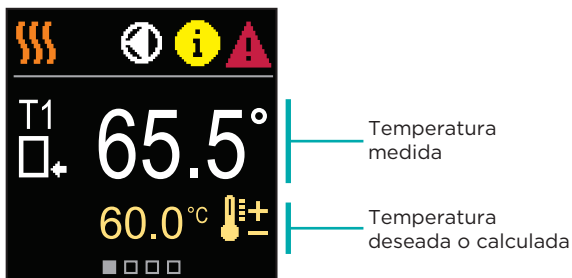 T1
65.5°
Temperatura
medida
60.0°C
Temperatura
deseada o calculada